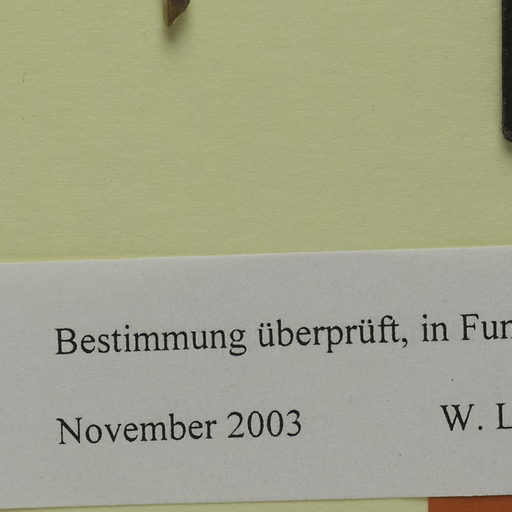 Bestimmung überprüft, in Fun
November 2003 W. L